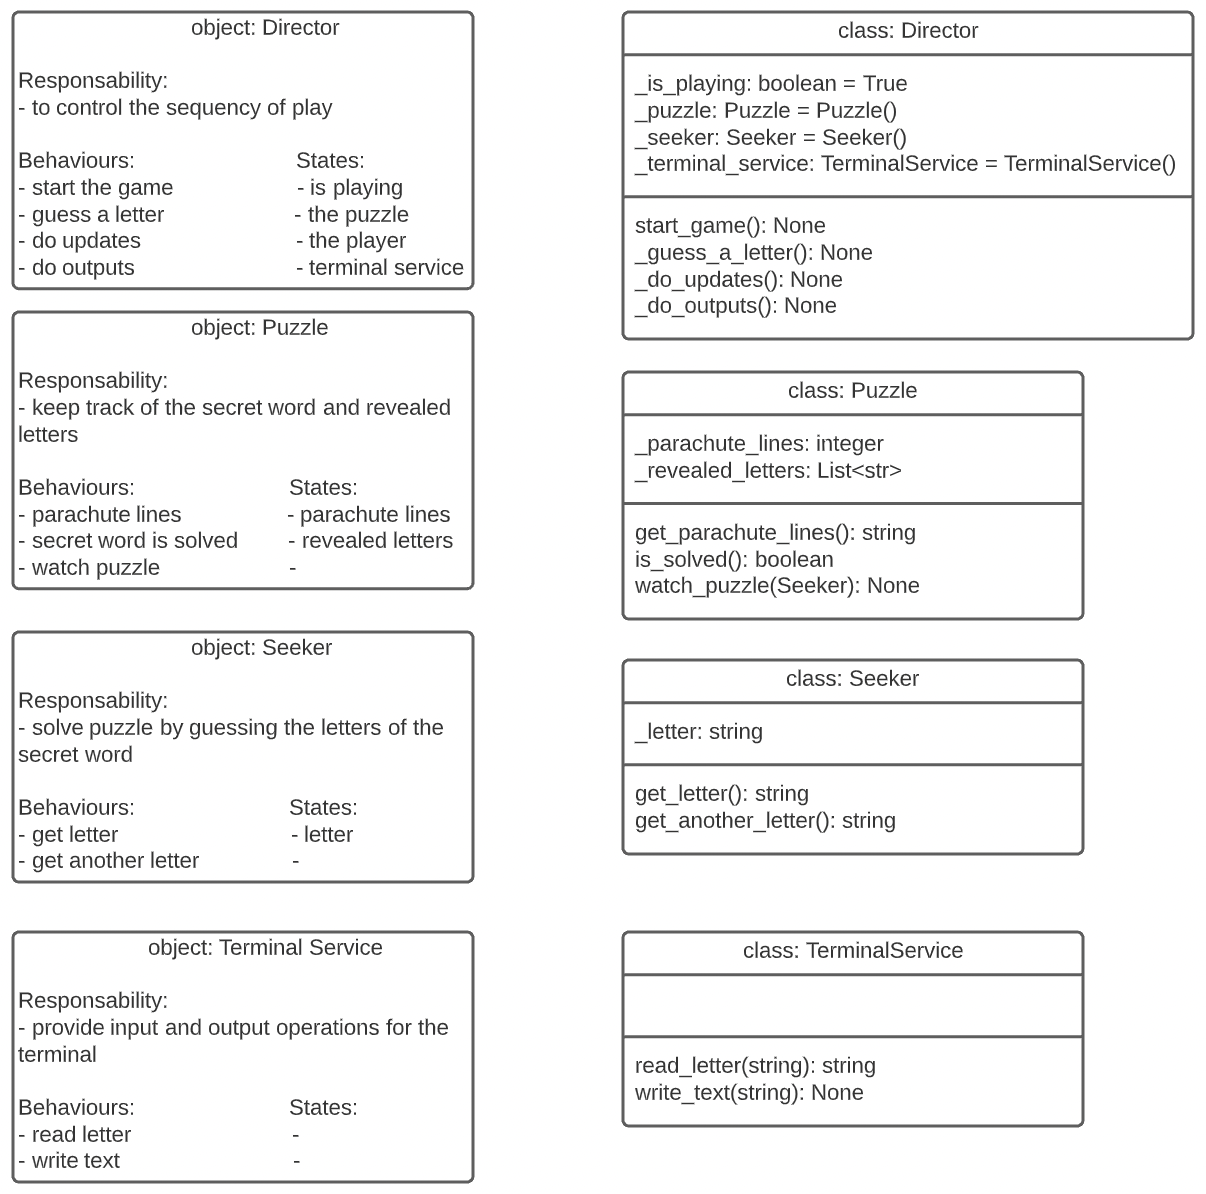 object: Director
Responsability:
- to control the sequency of play
Behaviours: States:
- start the game - is playing
- guess a letter - the puzzle
- do updates - the player
- do outputs - terminal service
object: Puzzle
Responsability:
- keep track of the secret word and revealed
letters
Behaviours: States:
- parachute lines - parachute lines
- secret word is solved - revealed letters
- watch puzzle -
object: Seeker
Responsability:
- solve puzzle by guessing the letters of the
secret word
Behaviours: States:
- get letter - letter
- get another letter -
object: Terminal Service
Responsability:
- provide input and output operations for the
terminal
Behaviours: States:
- read letter -
- write text -
class: Director
_is_playing: boolean = True
_puzzle: Puzzle = Puzzle()
_seeker: Seeker = Seeker()
_terminal_service: TerminalService = TerminalService()
start_game(): None
_guess_a_letter(): None
_do_updates(): None
_do_outputs(): None
class: Puzzle
_parachute_lines: integer
_revealed_letters: List<str>
get_parachute_lines(): string
is_solved(): boolean
watch_puzzle(Seeker): None
class: Seeker
_letter: string
get_letter(): string
get_another_letter(): string
class: TerminalService
read_letter(string): string
write_text(string): None